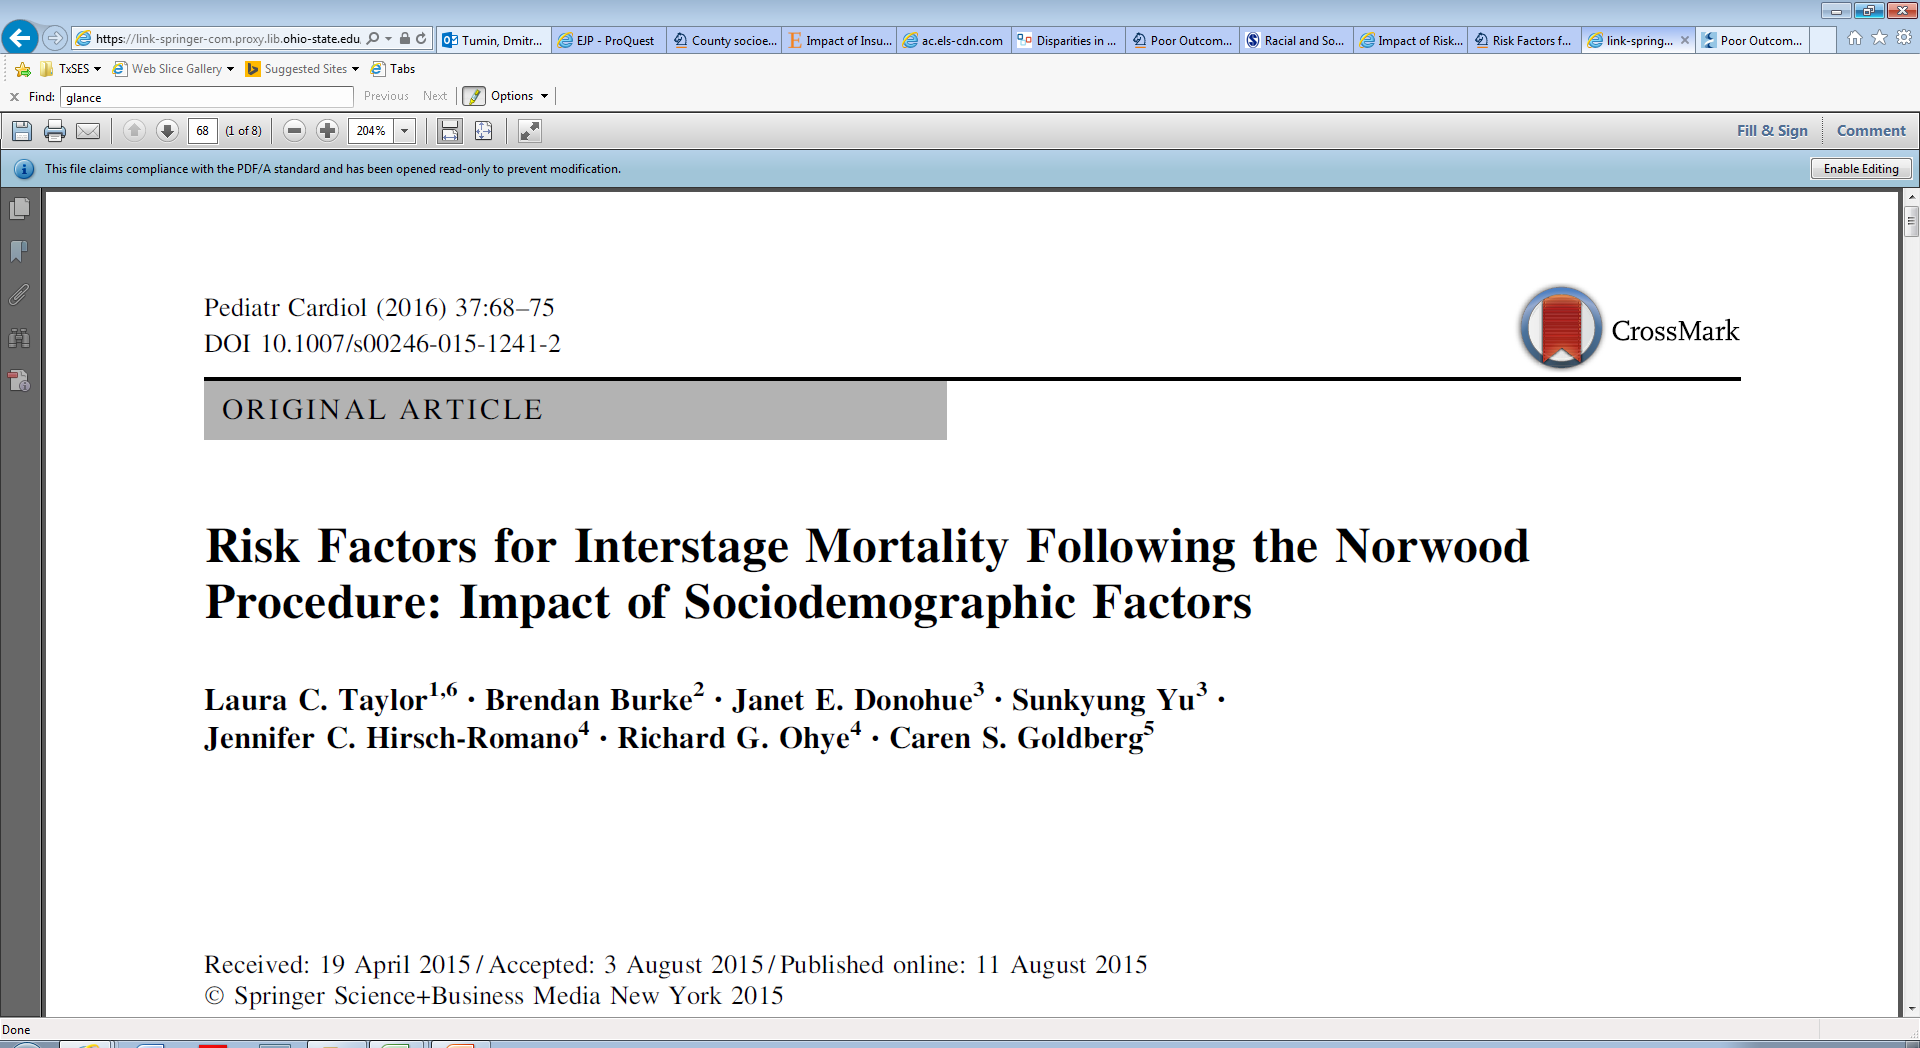 https://link-springer-com.proxy.lib.ohio-state.edu
Tumin, Dmitr...
EJP - ProQuest
County socioe...
Impact of Insu...
ac.els-cdn.com
Disparities in ...
Poor Outcom...
Racial and So...
Impact of Risk...
Risk Factors f...
link-spring...
Poor Outcom...
TxSES
Web Slice Gallery
Suggested Sites
Tabs
x Find: glance Previous Next Options
68 (1 of 8) 204% Fill & Sign Comment
This file claims compliance with the PDF/A standard and has been opened read-only to prevent modification. Enable Editing
Pediatr Cardiol (2016) 37:68–75
DOI 10.1007/s00246-015-1241-2
CrossMark
ORIGINAL ARTICLE
Risk Factors for Interstage Mortality Following the Norwood
Procedure: Impact of Sociodemographic Factors
Laura C. Taylor1,6 · Brendan Burke2 · Janet E. Donohue3 · Sunkyung Yu3 ·
Jennifer C. Hirsch-Romano4 · Richard G. Ohye4 · Caren S. Goldberg5
Received: 19 April 2015 / Accepted: 3 August 2015 / Published online: 11 August 2015
© Springer Science+Business Media New York 2015
Done